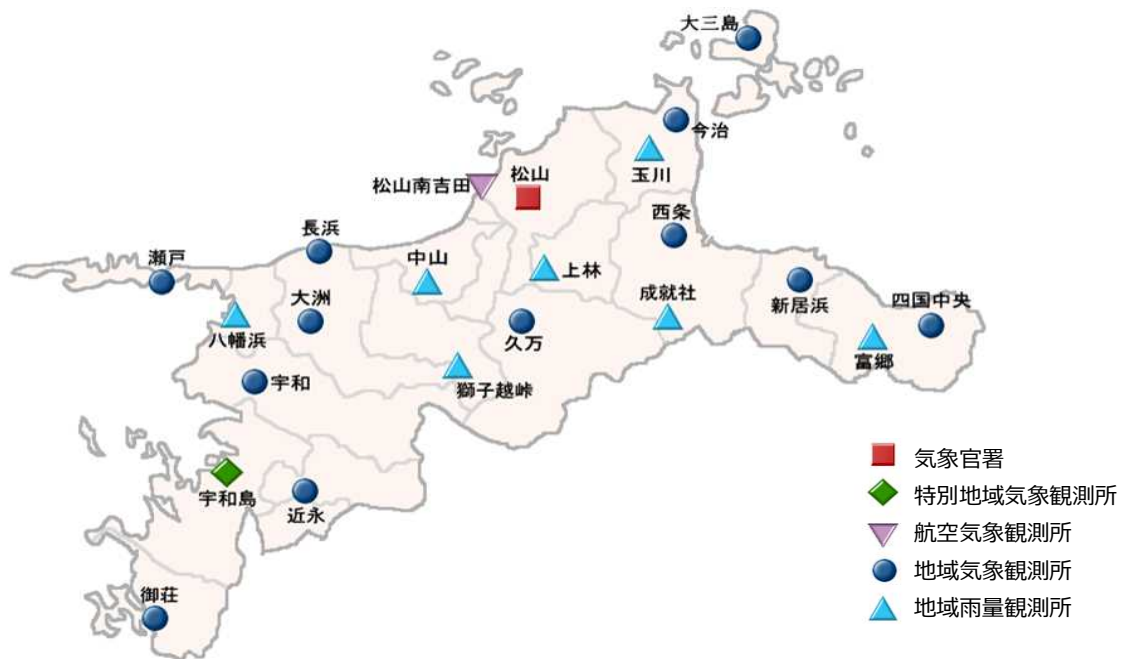 大三島
今治
玉川
松山
松山南吉田
西条
長浜
瀬戸
中山
上林
大洲
成就社
新居浜
四国中央
八幡浜
久万
富郷
宇和
獅子越峠
宇和島
近永
御荘
気象官署
特別地域気象観測所
航空気象観測所
地域気象観測所
地域雨量観測所